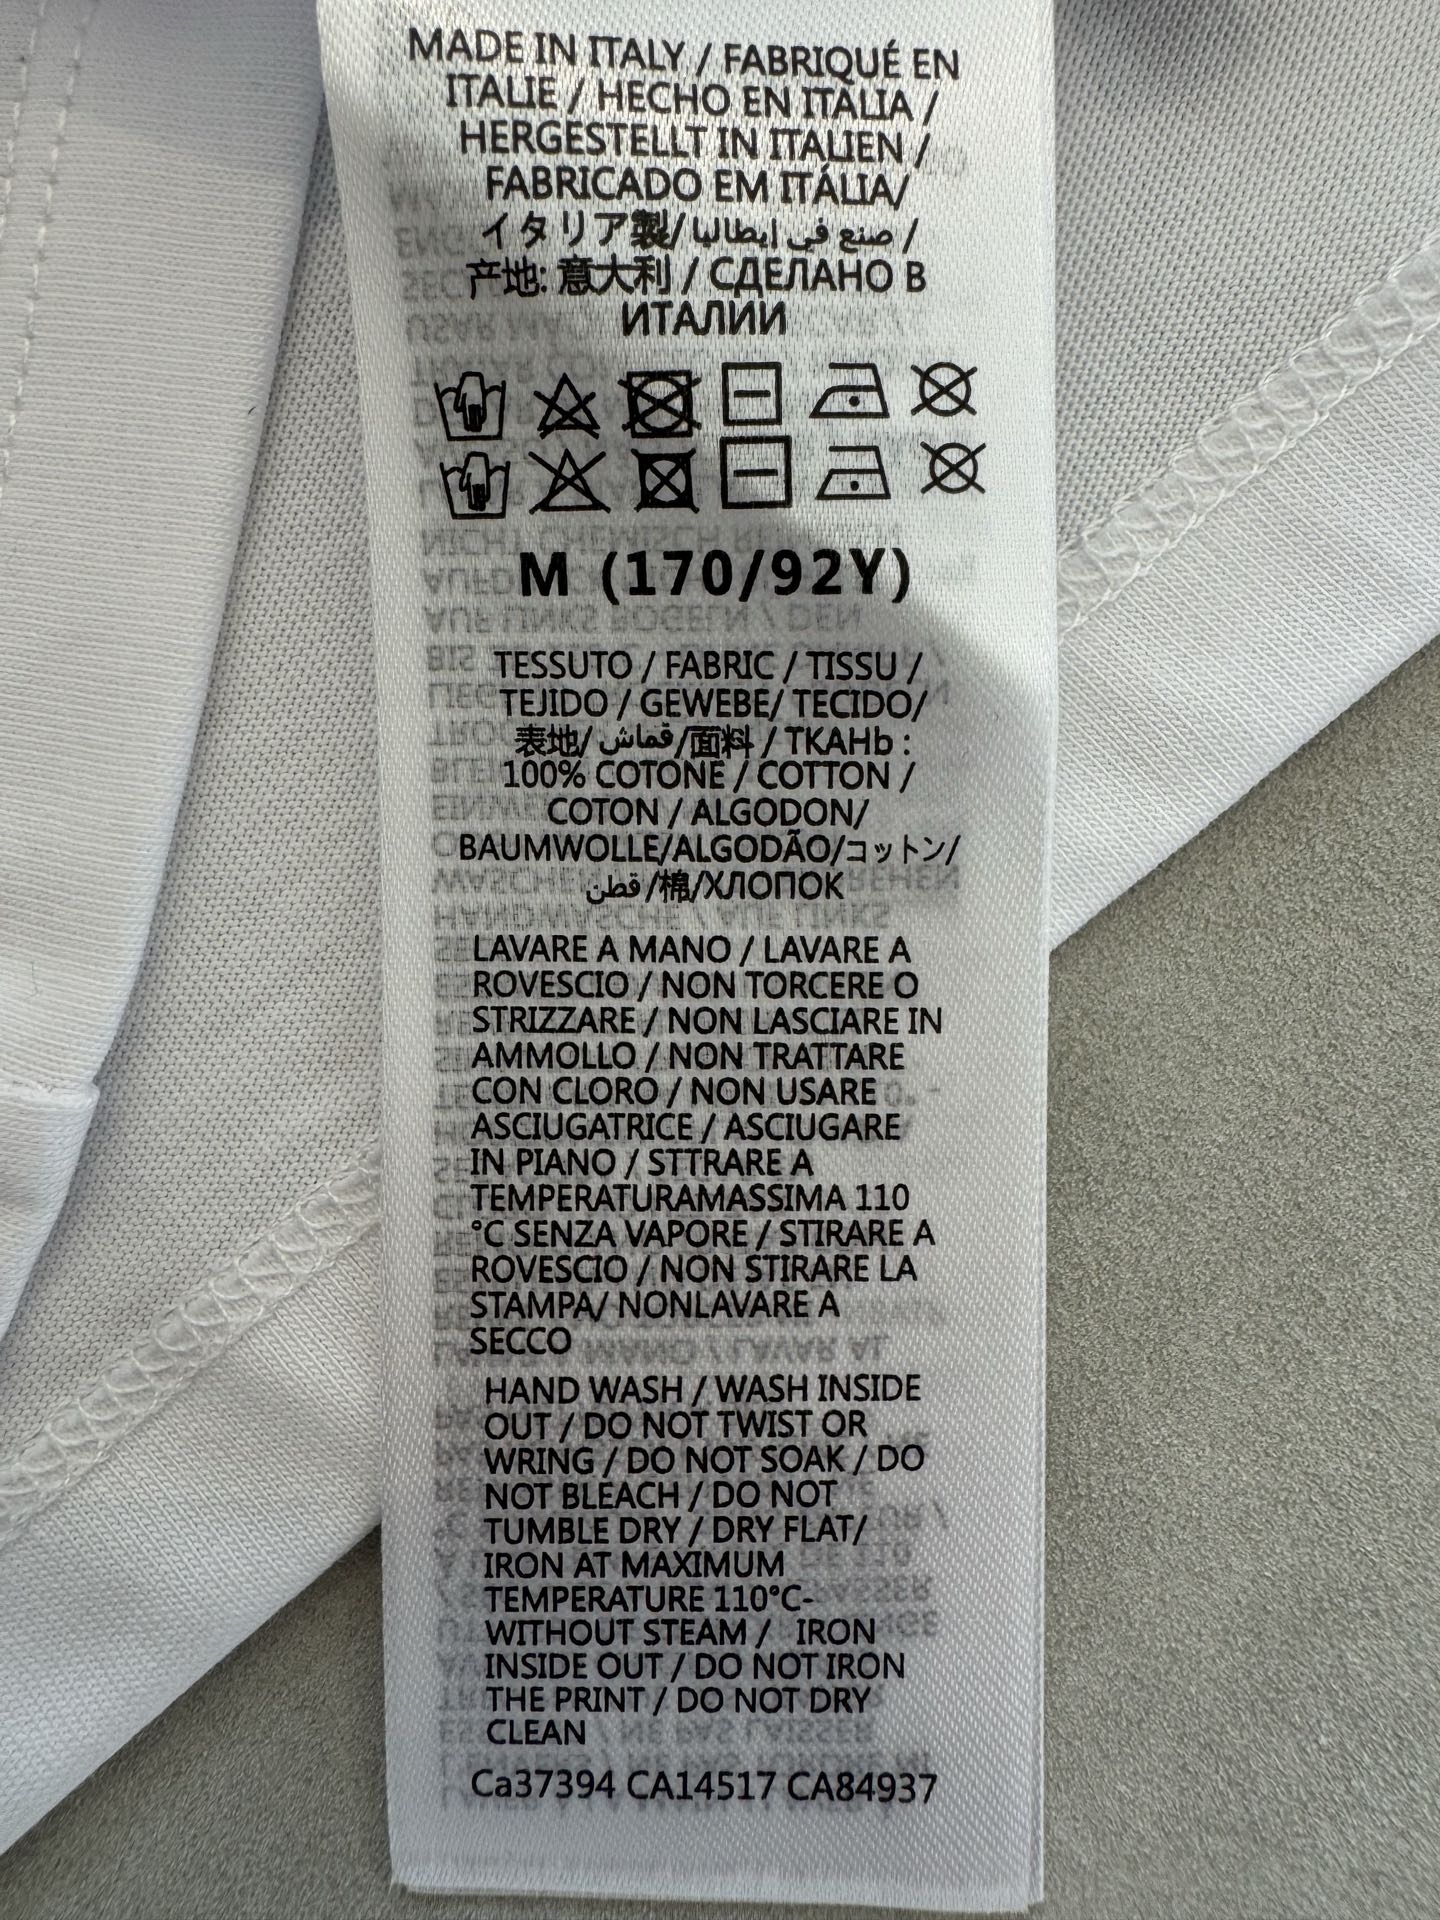 MADE IN ITALY / FABRIQUÉ EN
ITALIE / HECHO EN ITALIA /
HERGESTELLT IN ITALIEN /
FABRICADO EM ITÁLIA/
イタリア製/صنع في إيطاليا /
产地: 意大利 / СДЕЛАНО В
ИТАЛИИ
M (170/92Y)
TESSUTO / FABRIC / TISSU /
TEJIDO / GEWEBE/ TECIDO/
表地/قماش/面料 / ТКАНЬ :
100% COTONE / COTTON /
COTON / ALGODON/
BAUMWOLLE/ALGODÃO/コットン/
قطن/棉/ХЛОПОК
LAVARE A MANO / LAVARE A
ROVESCIO / NON TORCERE O
STRIZZARE / NON LASCIARE IN
AMMOLLO / NON TRATTARE
CON CLORO / NON USARE
ASCIUGATRICE / ASCIUGARE
IN PIANO / STTRARE A
TEMPERATURAMASSIMA 110
°C SENZA VAPORE / STIRARE A
ROVESCIO / NON STIRARE LA
STAMPA/ NONLAVARE A
SECCO
HAND WASH / WASH INSIDE
OUT / DO NOT TWIST OR
WRING / DO NOT SOAK / DO
NOT BLEACH / DO NOT
TUMBLE DRY / DRY FLAT/
IRON AT MAXIMUM
TEMPERATURE 110°C-
WITHOUT STEAM / IRON
INSIDE OUT / DO NOT IRON
THE PRINT / DO NOT DRY
CLEAN
Ca37394 CA14517 CA84937